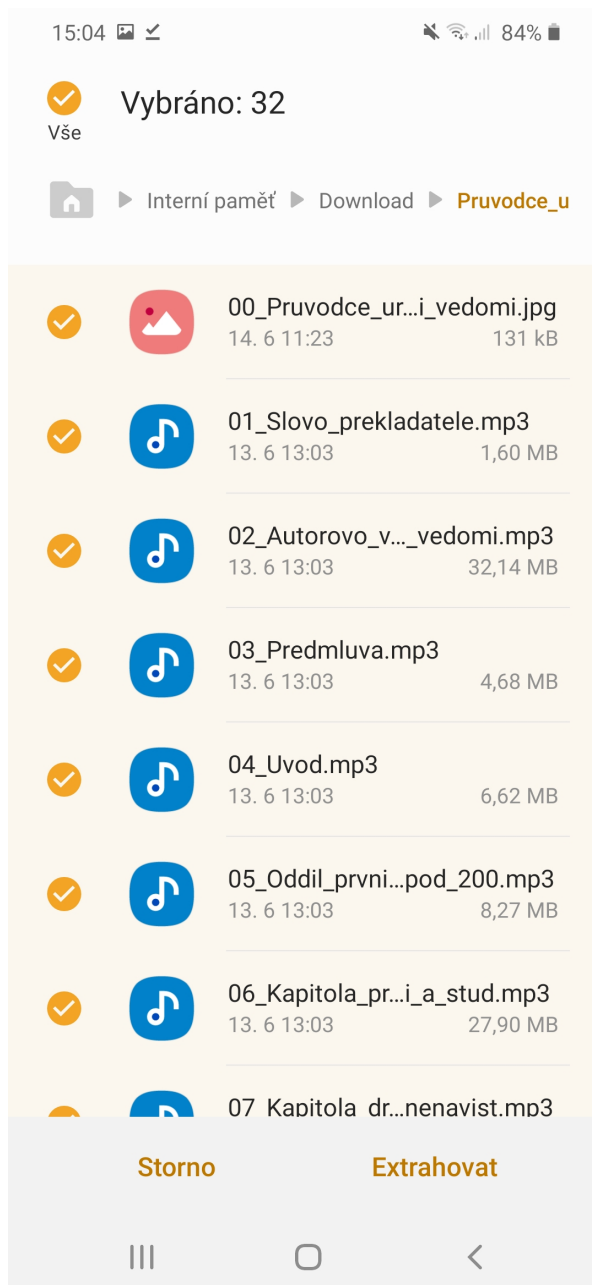 15:04 84%
Vybráno: 32
Vše
Interní paměť Download Pruvodce_u
00_Pruvodce_ur...i_vedomi.jpg
14. 6 11:23 131 kB
01_Slovo_prekladatele.mp3
13. 6 13:03 1,60 MB
02_Autorovo_v..._vedomi.mp3
13. 6 13:03 32,14 MB
03_Predmluva.mp3
13. 6 13:03 4,68 MB
04_Uvod.mp3
13. 6 13:03 6,62 MB
05_Oddil_prvni...pod_200.mp3
13. 6 13:03 8,27 MB
06_Kapitola_pr...i_a_stud.mp3
13. 6 13:03 27,90 MB
07_Kapitola_dr...nenavist.mp3
Storno Extrahovat